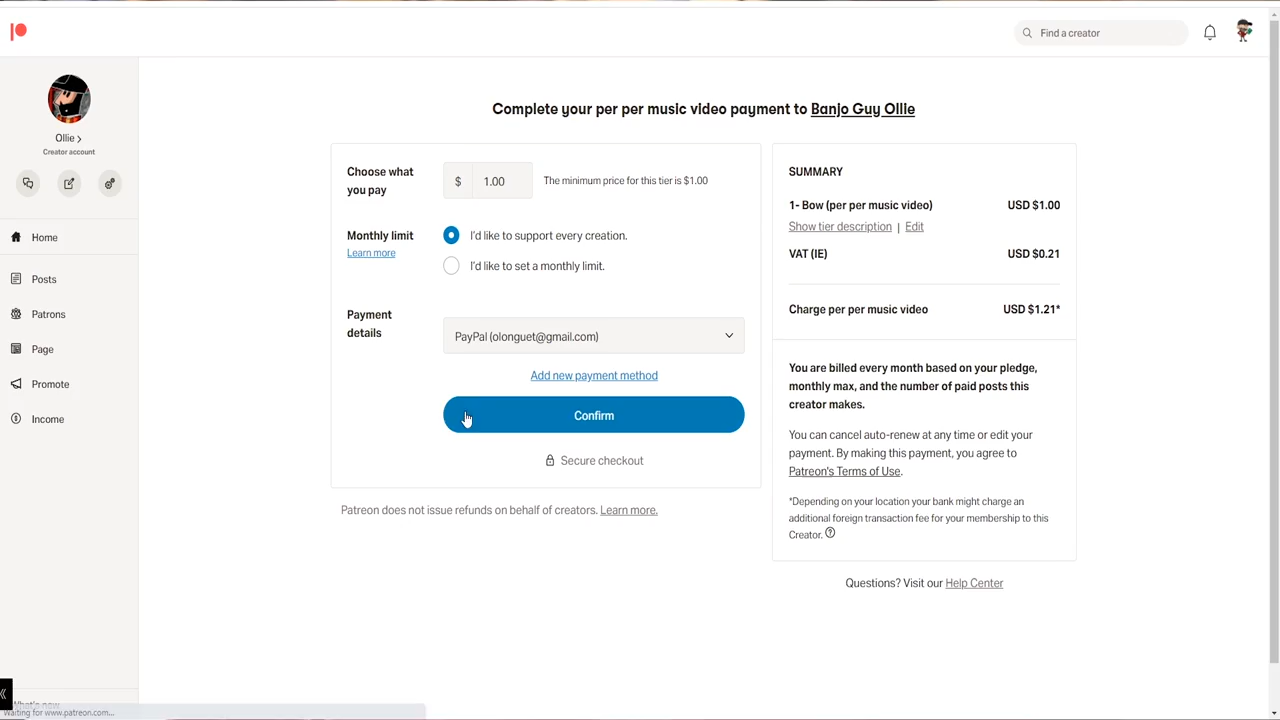 Find a creator
Ollie
Creator account
Home
Posts
Patrons
Page
Promote
Income
What's new
Waiting for www.patreon.com...
Complete your per per music video payment to Banjo Guy Ollie
Choose what
you pay
$ 1.00
The minimum price for this tier is $1.00
Monthly limit
Learn more
I'd like to support every creation.
I'd like to set a monthly limit.
Payment
details
PayPal (olonguet@gmail.com)
Add new payment method
Confirm
Secure checkout
Patreon does not issue refunds on behalf of creators. Learn more.
SUMMARY
1- Bow (per per music video) USD $1.00
Show tier description | Edit
VAT (IE) USD $0.21
Charge per per music video USD $1.21*
You are billed every month based on your pledge,
monthly max, and the number of paid posts this
creator makes.
You can cancel auto-renew at any time or edit your
payment. By making this payment, you agree to
Patreon's Terms of Use.
*Depending on your location your bank might charge an
additional foreign transaction fee for your membership to this
Creator.
Questions? Visit our Help Center